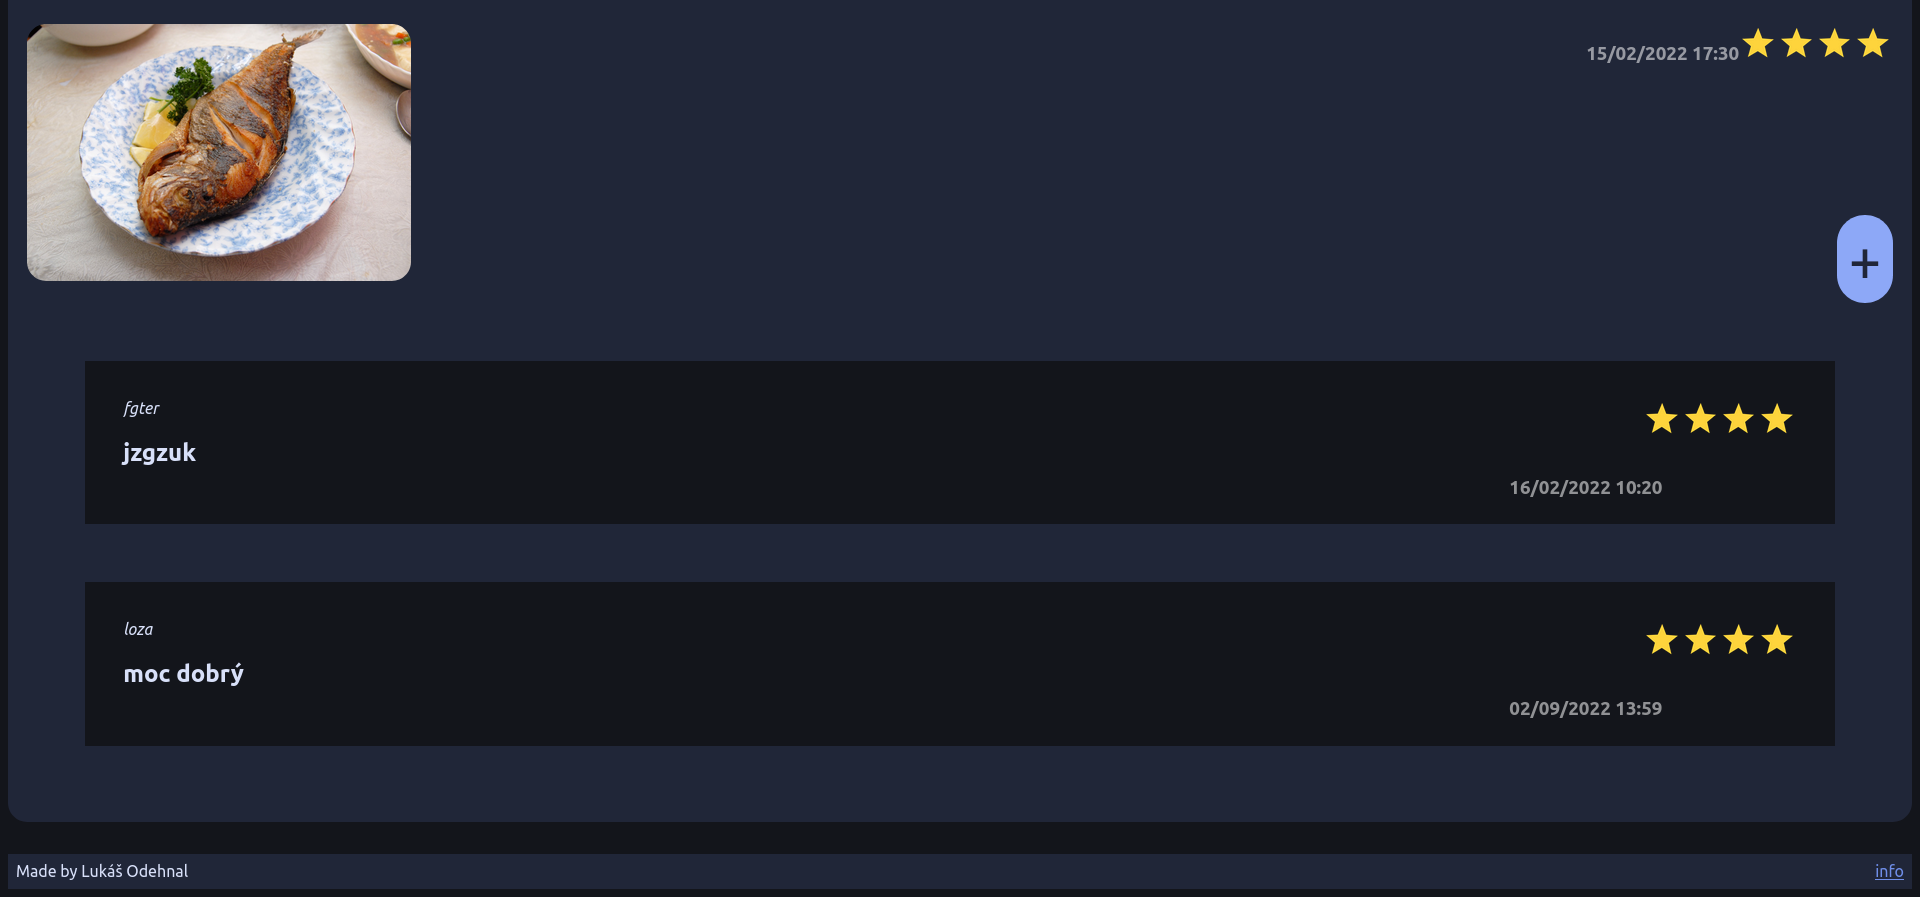 15/02/2022 17:30
+
fgter
jzgzuk
16/02/2022 10:20
loza
moc dobrý
02/09/2022 13:59
Made by Lukáš Odehnal
info